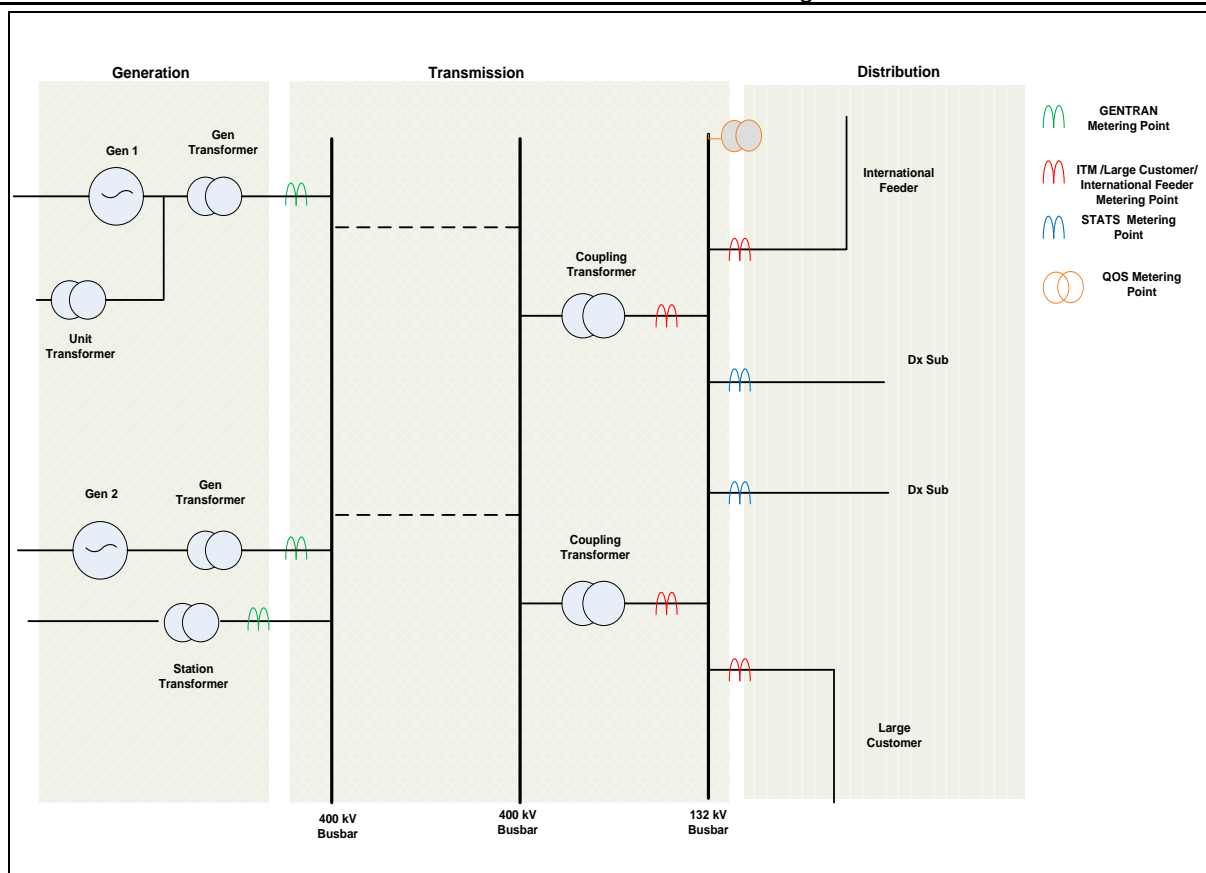 Generation
Transmission
Distribution
Gen
Transformer
Gen 1
Unit
Transformer
Gen 2
Gen
Transformer
Station
Transformer
Coupling
Transformer
Coupling
Transformer
International
Feeder
Dx Sub
Dx Sub
Large
Customer
400 kV
Busbar
400 kV
Busbar
132 kV
Busbar
GENTRAN
Metering Point
ITM /Large Customer/
International Feeder
Metering Point
STATS Metering
Point
QOS Metering
Point